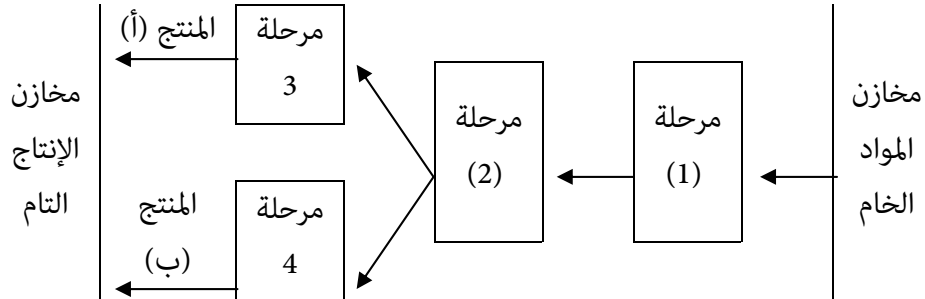 مخازن
المواد
الخام
مرحلة
(1)
مرحلة
(2)
مرحلة
3
مرحلة
4
المنتج (أ)
المنتج
(ب)
مخازن
الإنتاج
التام